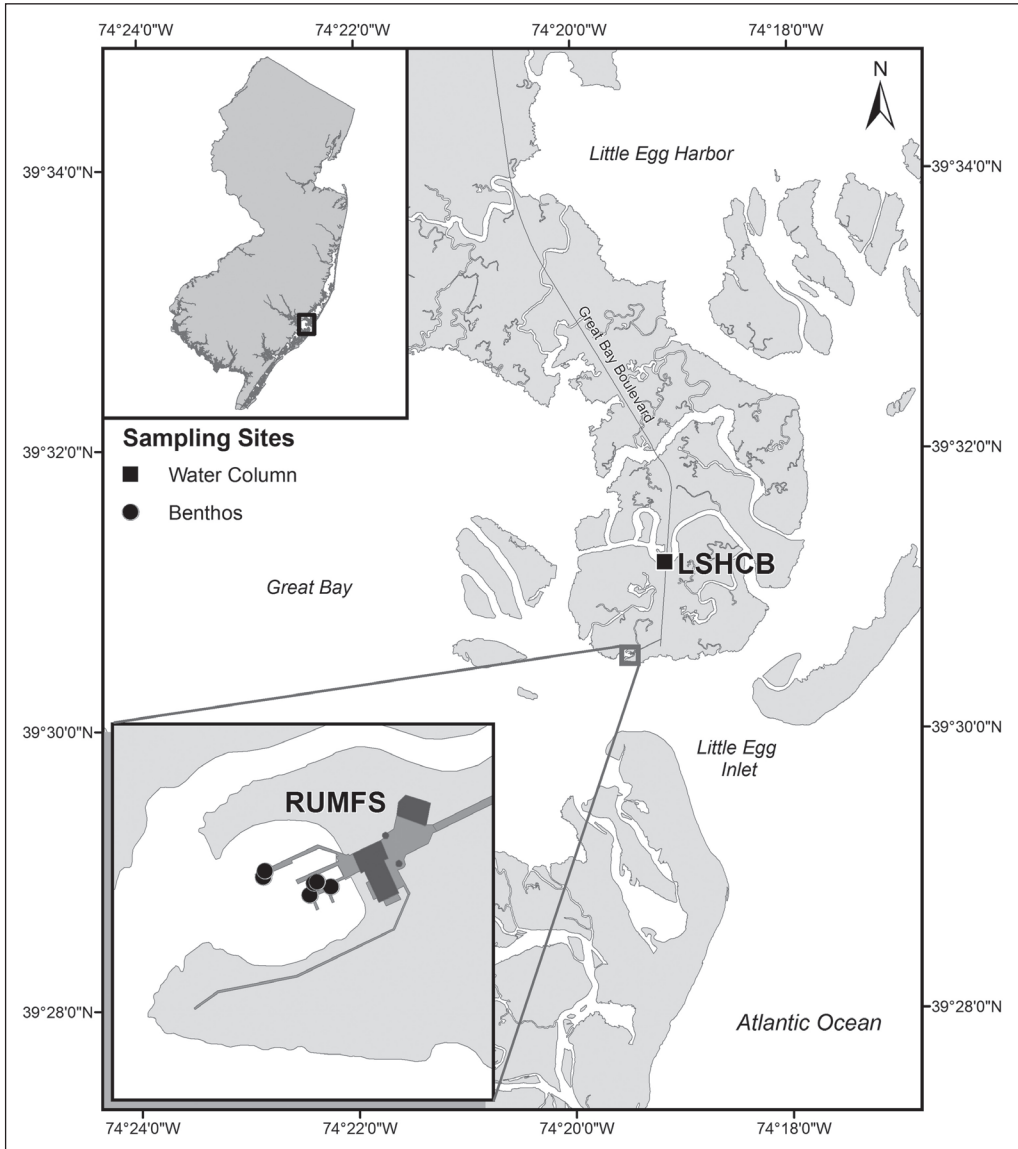 74°24'0"W
74°22'0"W
74°20'0"W
74°18'0"W
N
Little Egg Harbor
39°34'0"N
39°34'0"N
Great Bay Boulevard
Sampling Sites
39°32'0"N
39°32'0"N
Water Column
Benthos
LSHCB
Great Bay
39°30'0"N
39°30'0"N
Little Egg
Inlet
RUMFS
39°28'0"N
39°28'0"N
Atlantic Ocean
74°24'0"W
74°22'0"W
74°20'0"W
74°18'0"W